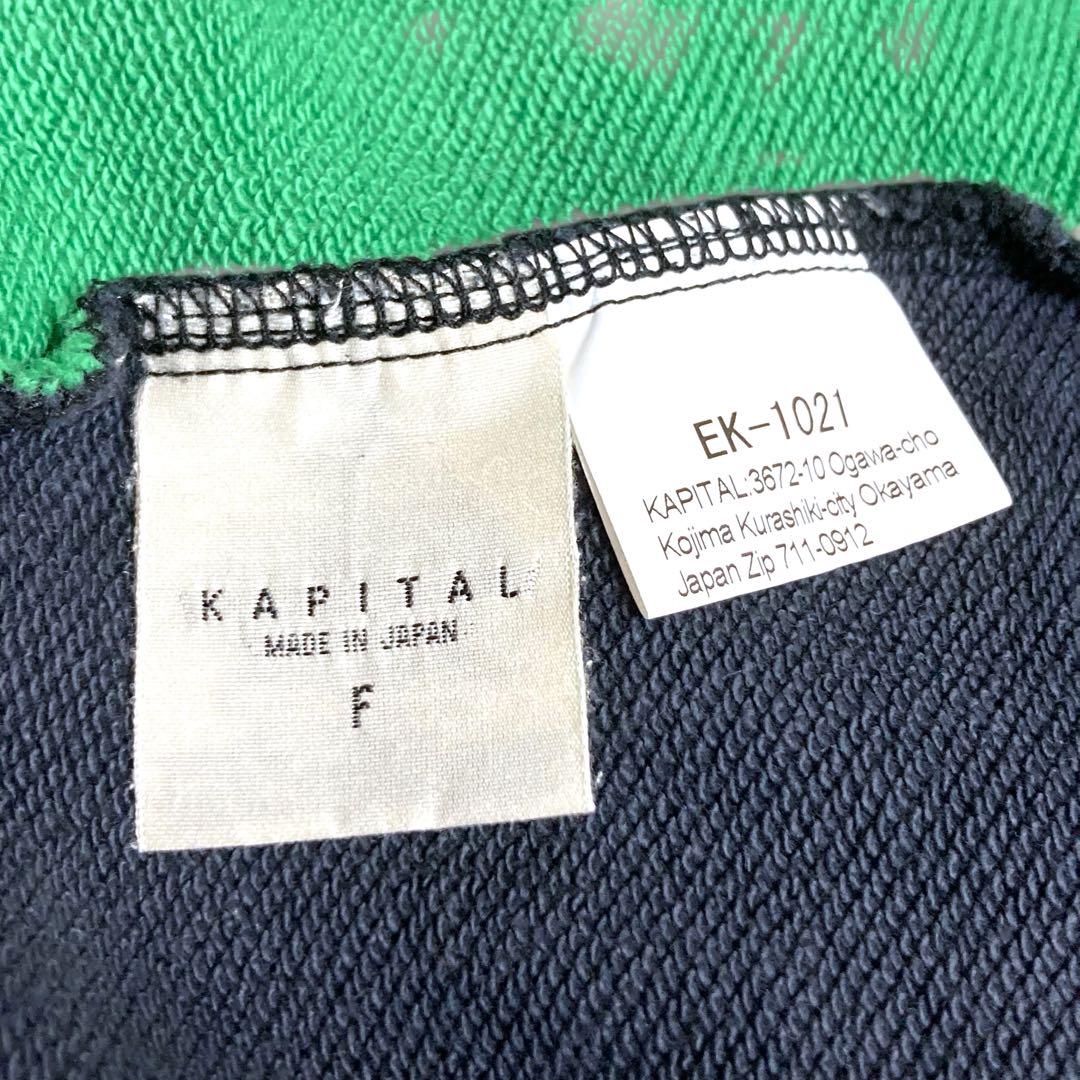 KAPITAL
MADE IN JAPAN
F
EK-1021
KAPITAL:3672-10 Ogawa-cho
Kojima Kurashiki-city Okayama
Japan Zip 711-0912